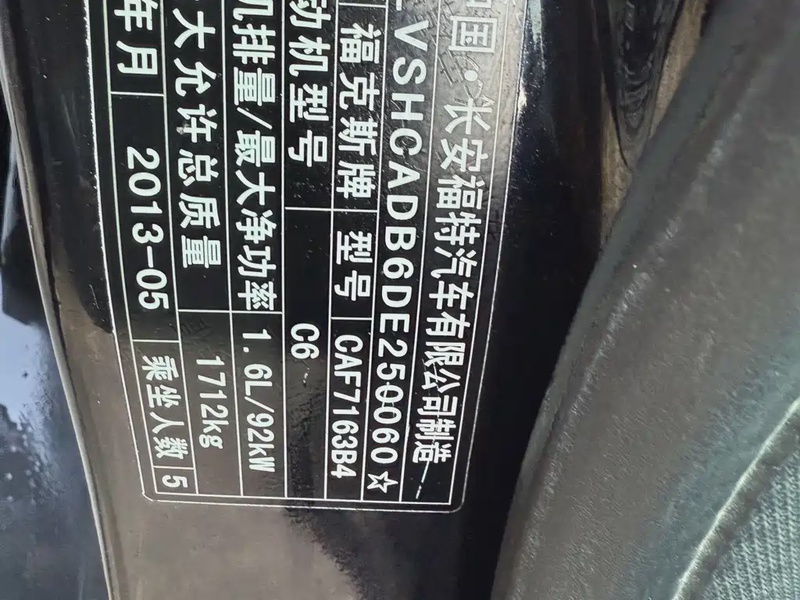 中国·长安福特汽车有限公司制造
LVSHCADB6DE250060☆
福克斯牌 型号 CAF7163B4
动机型号 C6
机排量/最大净功率 1.6L/92kW
大允许总质量 1712kg
年月 2013-05 乘坐人数 5